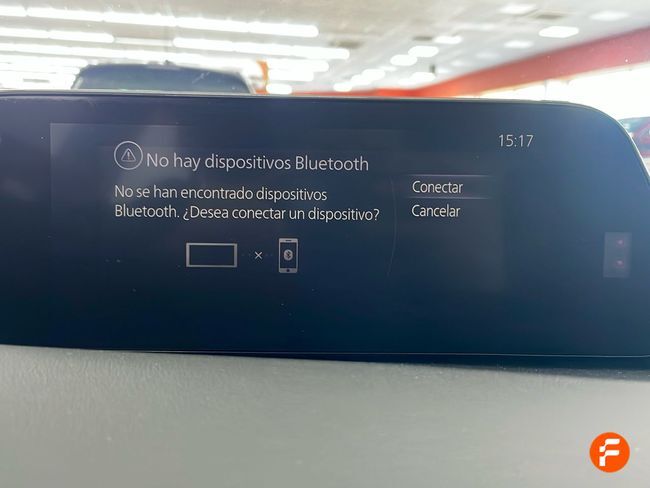 15:17
No hay dispositivos Bluetooth
No se han encontrado dispositivos
Bluetooth. ¿Desea conectar un dispositivo?
Conectar
Cancelar